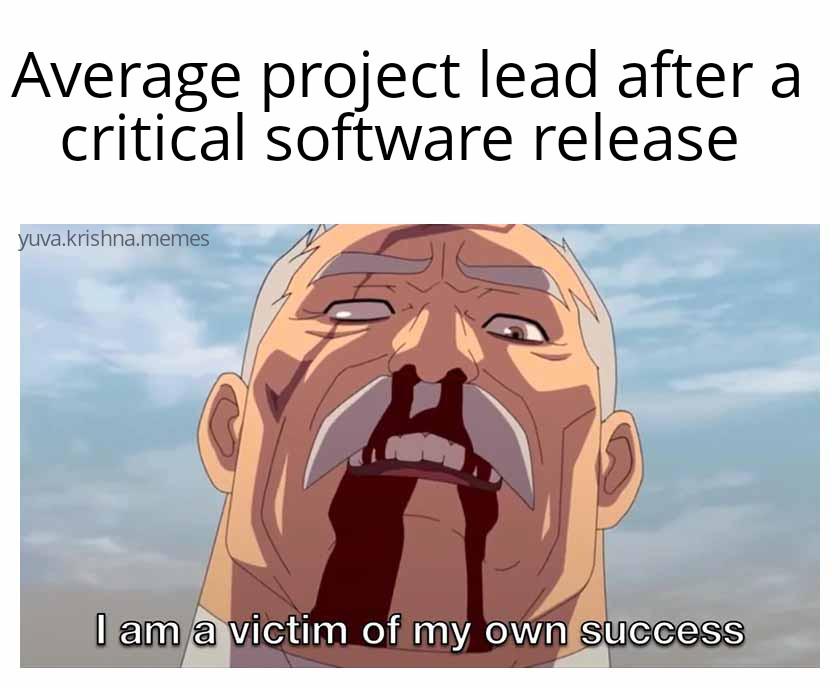 Average project lead after a
critical software release
yuva.krishna.memes
I am a victim of my own success